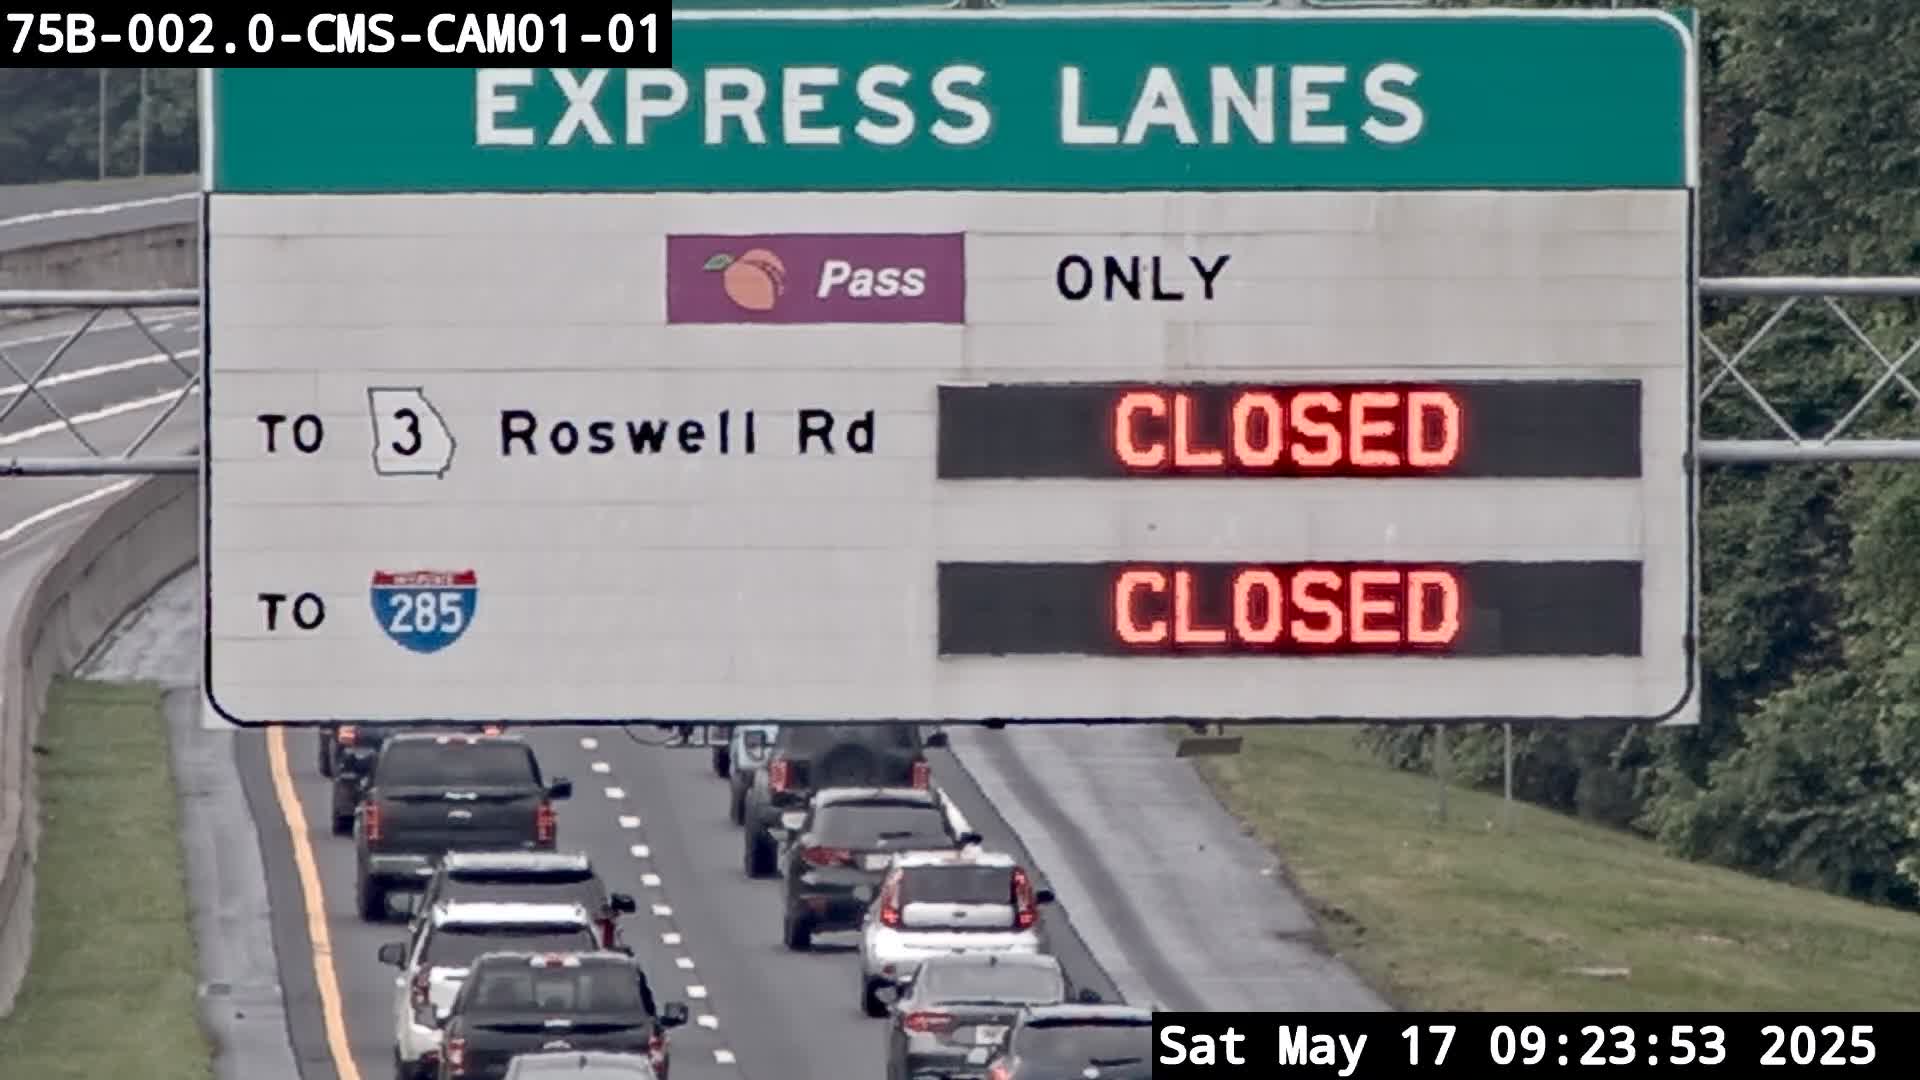 75B-002.0-CMS-CAM01-01
EXPRESS LANES
Pass ONLY
TO 3 Roswell Rd CLOSED
INTERSTATE
TO 285 CLOSED
Sat May 17 09:23:53 2025